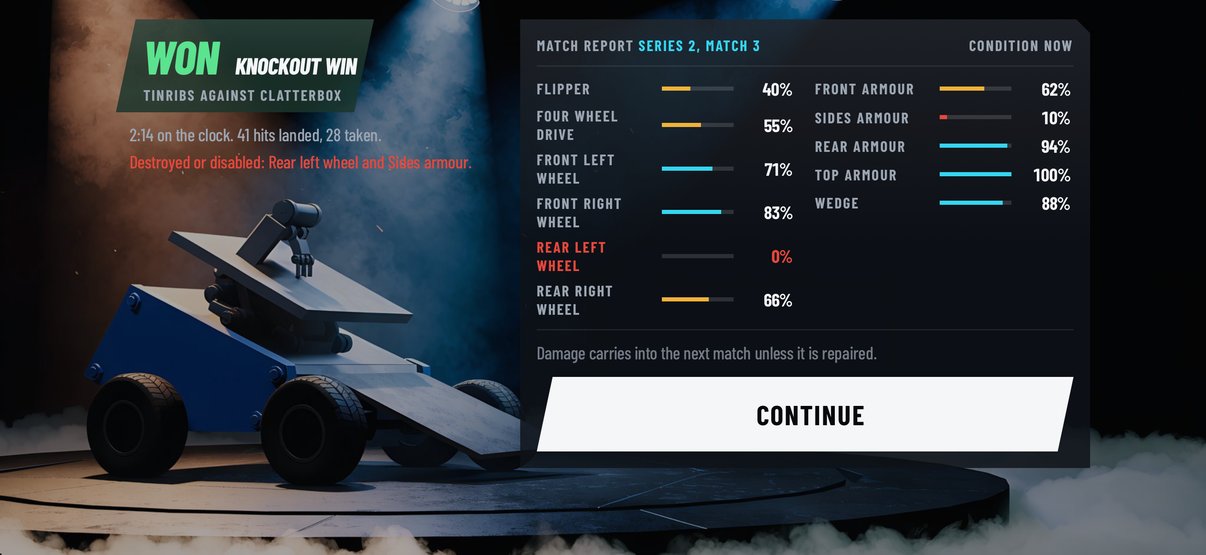 WON KNOCKOUT WIN
TINRIBS AGAINST CLATTERBOX
2:14 on the clock. 41 hits landed, 28 taken.
Destroyed or disabled: Rear left wheel and Sides armour.
MATCH REPORT SERIES 2, MATCH 3
CONDITION NOW
FLIPPER 40%
FOUR WHEEL
DRIVE 55%
FRONT LEFT
WHEEL 71%
FRONT RIGHT
WHEEL 83%
REAR LEFT
WHEEL 0%
REAR RIGHT
WHEEL 66%
FRONT ARMOUR 62%
SIDES ARMOUR 10%
REAR ARMOUR 94%
TOP ARMOUR 100%
WEDGE 88%
Damage carries into the next match unless it is repaired.
CONTINUE